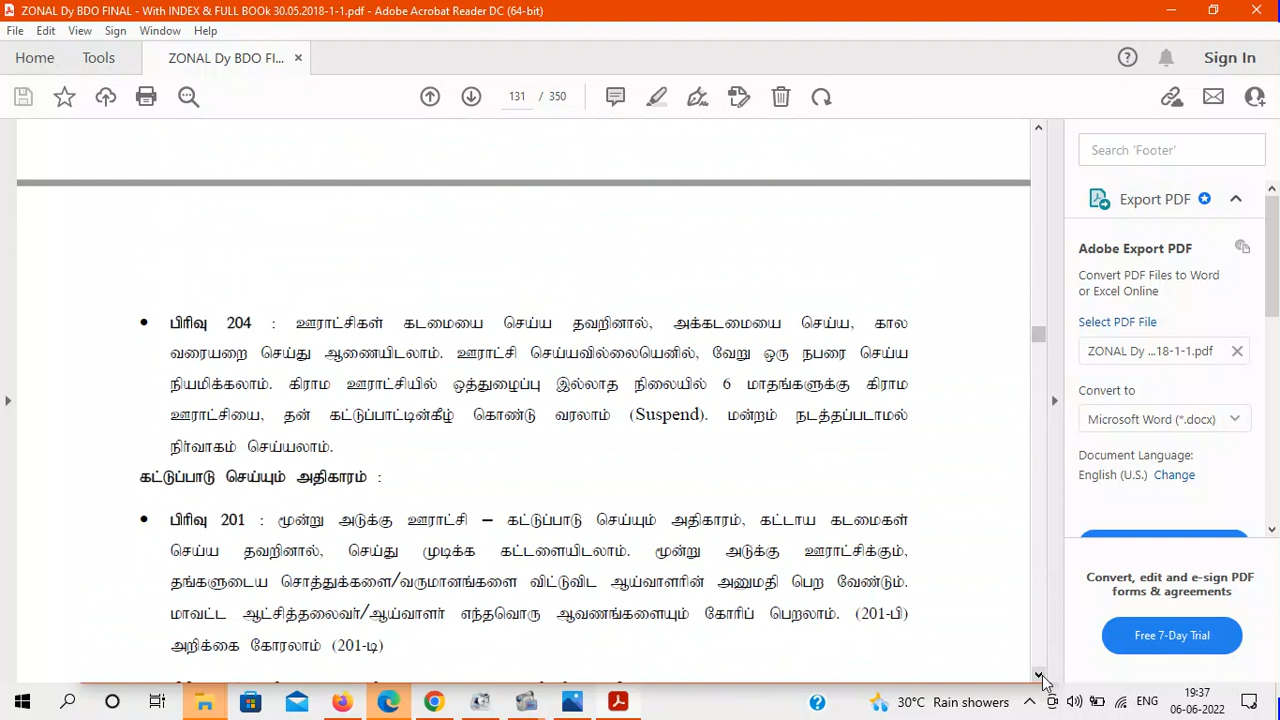 ZONAL Dy BDO FINAL - With INDEX & FULL BOOk 30.05.2018-1-1.pdf - Adobe Acrobat Reader DC (64-bit)
File Edit View Sign Window Help
Home Tools ZONAL Dy BDO FI... Sign In
131 / 350
Search 'Footer'
Export PDF
Adobe Export PDF
Convert PDF Files to Word
or Excel Online
Select PDF File
ZONAL Dy ...18-1-1.pdf
Convert to
Microsoft Word (*.docx)
Document Language:
English (U.S.) Change
Convert, edit and e-sign PDF
forms & agreements
Free 7-Day Trial
பிரிவு 204 : ஊராட்சிகள் கடமையை செய்ய தவறினால், அக்கடமையை செய்ய, கால
வரையறை செய்து ஆணையிடலாம். ஊராட்சி செய்யவில்லையெனில், வேறு ஒரு நபரை செய்ய
நியமிக்கலாம். கிராம ஊராட்சியில் ஒத்துழைப்பு இல்லாத நிலையில் 6 மாதங்களுக்கு கிராம
ஊராட்சியை, தன் கட்டுப்பாட்டின்கீழ் கொண்டு வரலாம் (Suspend). மன்றம் நடத்தப்படாமல்
நிர்வாகம் செய்யலாம்.
கட்டுப்பாடு செய்யும் அதிகாரம் :
பிரிவு 201 : மூன்று அடுக்கு ஊராட்சி – கட்டுப்பாடு செய்யும் அதிகாரம், கட்டாய கடமைகள்
செய்ய தவறினால், செய்து முடிக்க கட்டளையிடலாம். மூன்று அடுக்கு ஊராட்சிக்கும்,
தங்களுடைய சொத்துக்களை/வருமானங்களை விட்டுவிட ஆய்வாளரின் அனுமதி பெற வேண்டும்.
மாவட்ட ஆட்சித்தலைவர்/ஆய்வாளர் எந்தவொரு ஆவணங்களையும் கோரிப் பெறலாம். (201-பி)
அறிக்கை கோரலாம் (201-டி)
30°C Rain showers ENG 19:37
06-06-2022